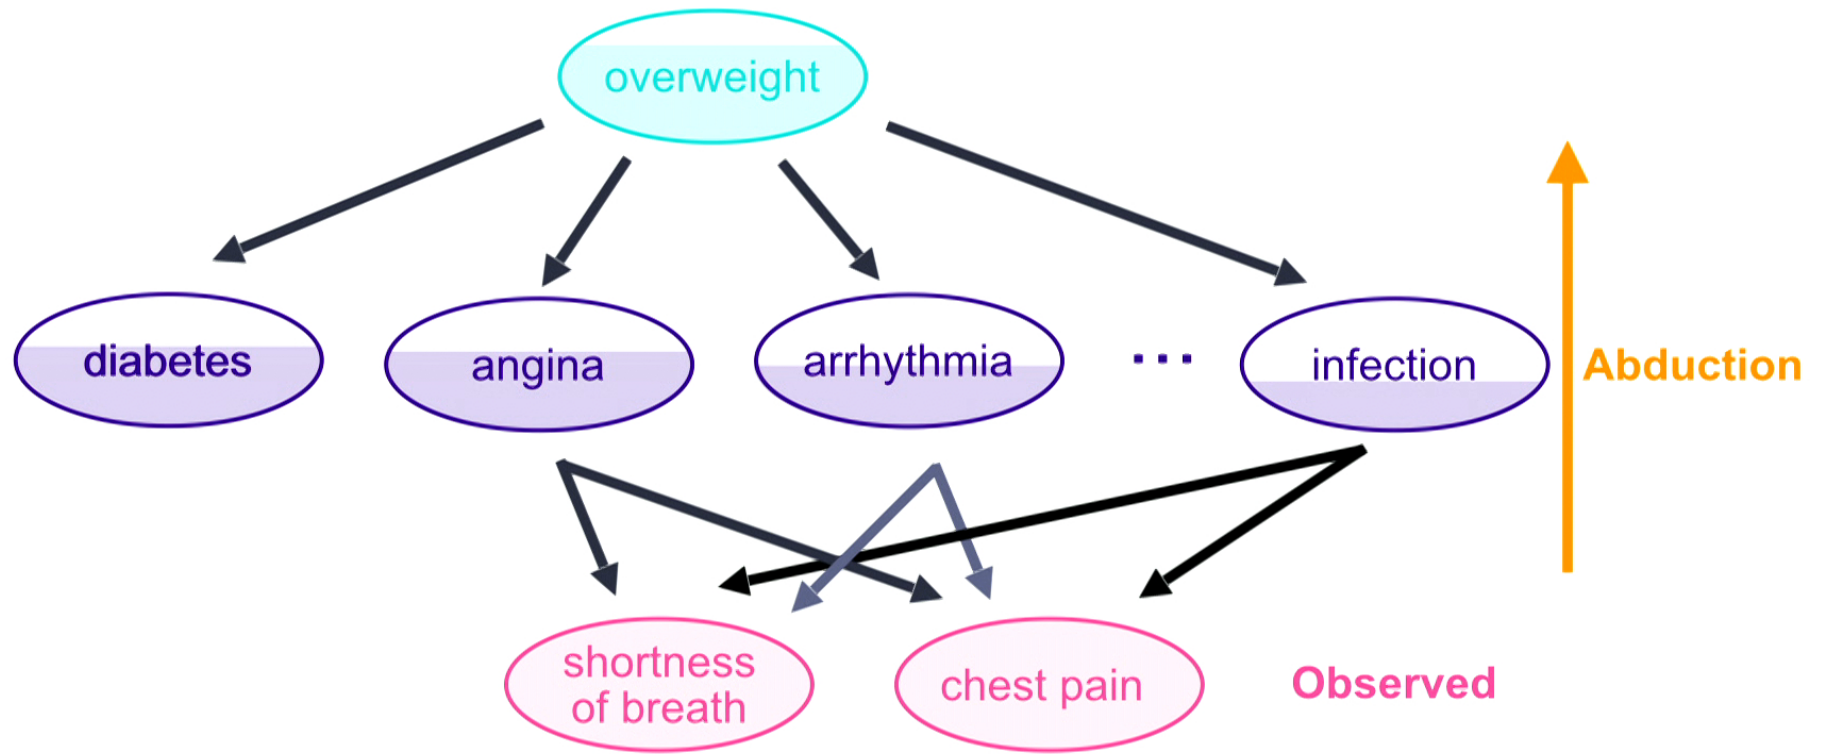 overweight
diabetes
angina
arrhythmia
...
infection
Abduction
shortness
of breath
chest pain
Observed